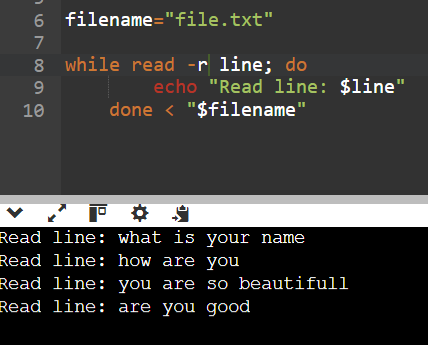 6 filename="file.txt"
7
8 while read -r line; do
9 echo "Read line: $line"
10 done < "$filename"
Read line: what is your name
Read line: how are you
Read line: you are so beautifull
Read line: are you good